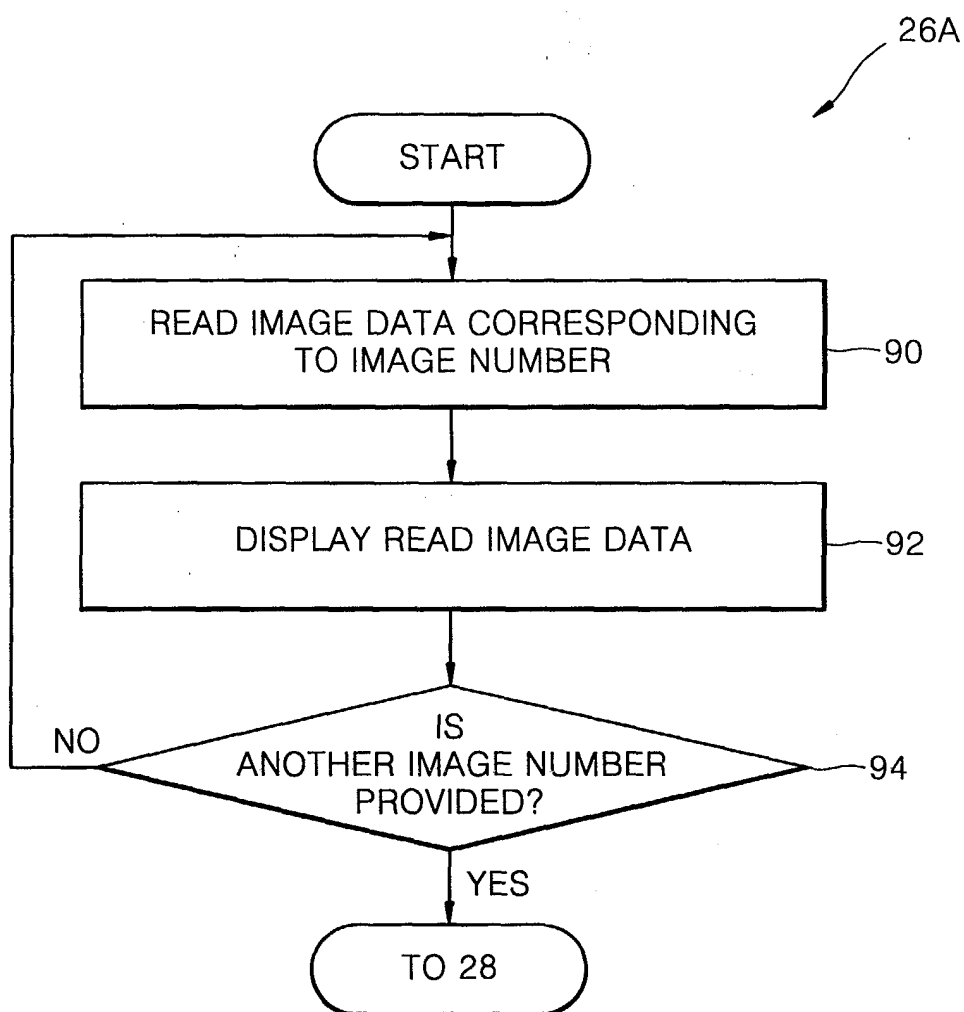 26A
START
READ IMAGE DATA CORRESPONDING
TO IMAGE NUMBER
90
DISPLAY READ IMAGE DATA
92
IS
ANOTHER IMAGE NUMBER
PROVIDED?
94
NO
YES
TO 28